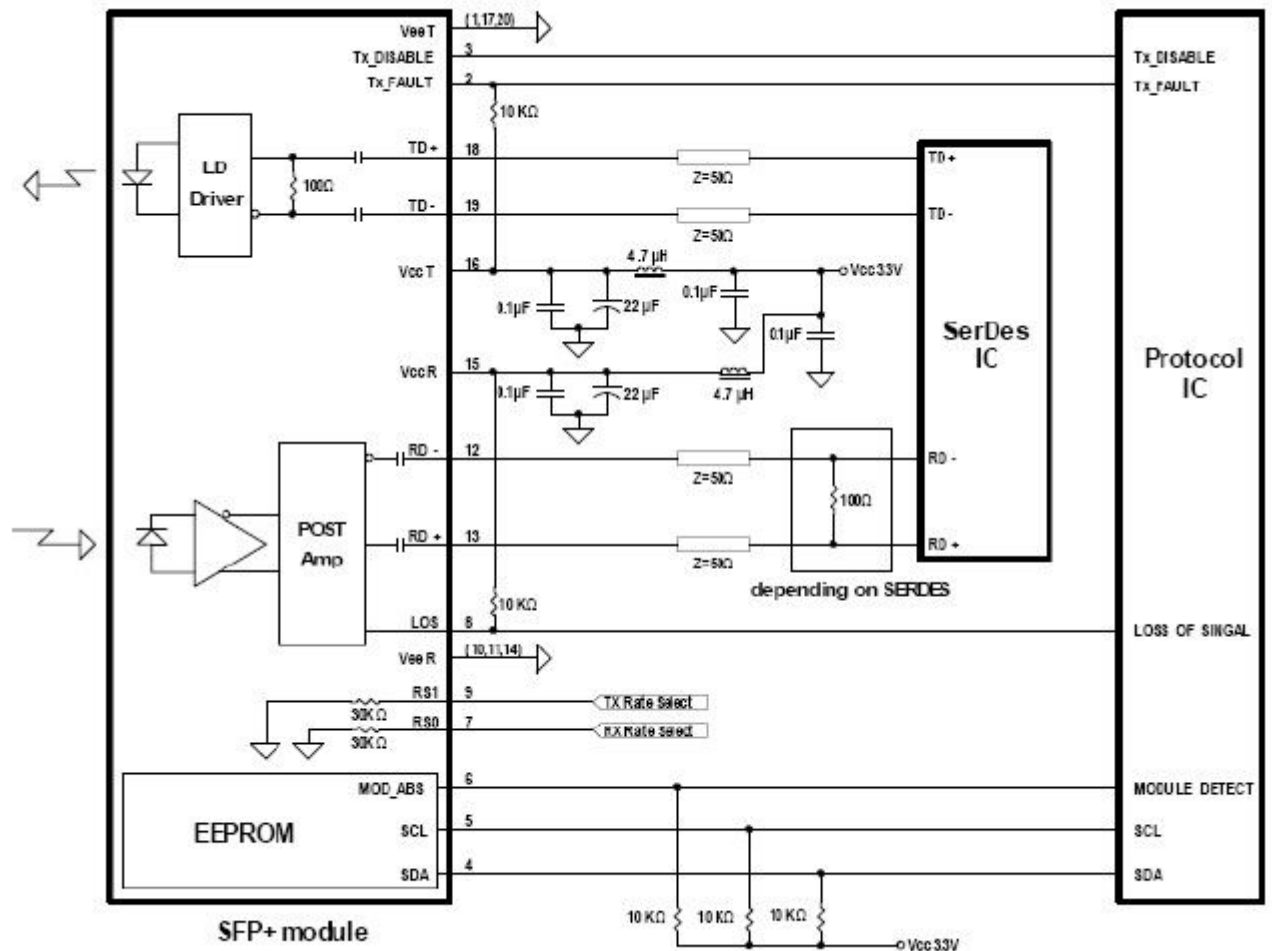 VeeT (1,17,20)
Tx_DISABLE 3 Tx_DISABLE
Tx_FAULT 2 Tx_FAULT
10 KΩ
LD
Driver
100Ω
TD+ 18 Z=50Ω TD+
TD- 19 Z=50Ω TD-
VccT 16 4.7 µH Vcc3.3V
0.1µF 22 µF 0.1µF 0.1µF
SerDes
IC
Protocol
IC
VccR 15
0.1µF 22 µF 4.7 µH
RD - 12 Z=50Ω RD -
POST
Amp
100Ω
RD + 13 Z=50Ω RD +
depending on SERDES
10 KΩ
LOS 8 LOSS OF SINGAL
VeeR (10,11,14)
RS1 9 TX Rate Select
30KΩ
RS0 7 RX Rate Select
30KΩ
EEPROM
MOD_ABS 6 MODULE DETECT
SCL 5 SCL
SDA 4 SDA
10 KΩ 10 KΩ 10 KΩ
Vcc3.3V
SFP+ module